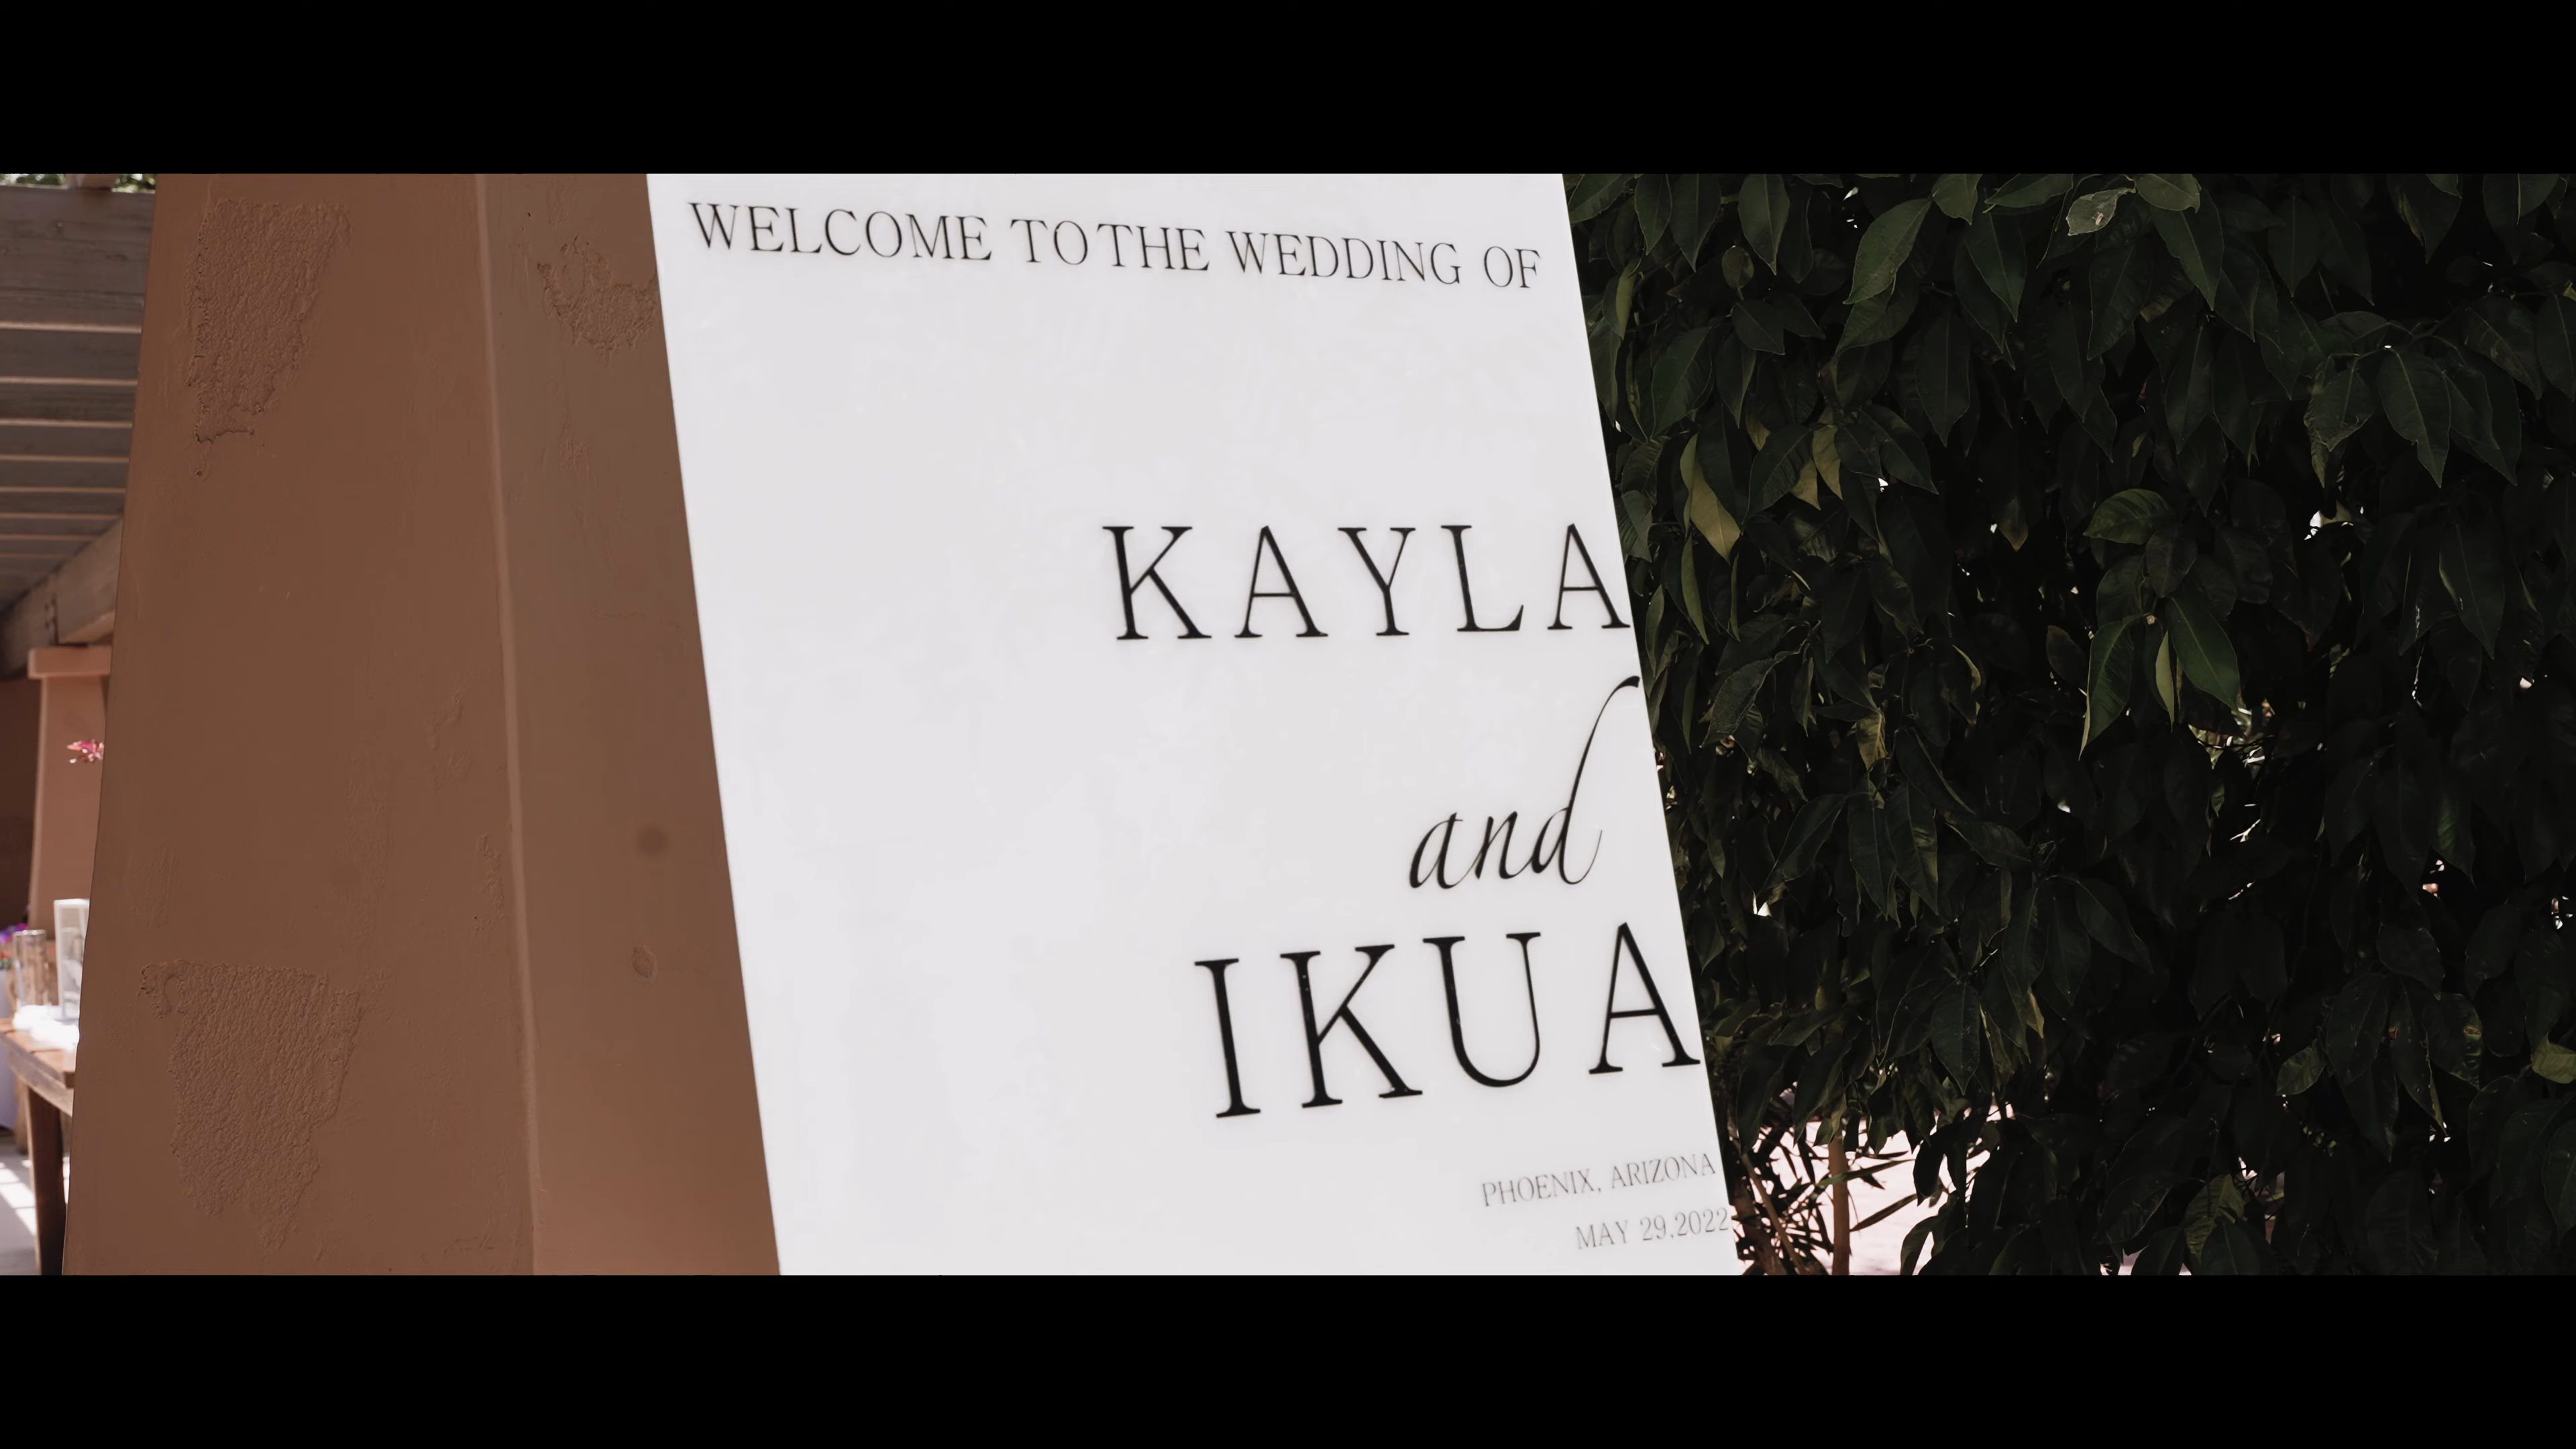 WELCOME TO THE WEDDING OF
KAYLA
and
IKUA
PHOENIX, ARIZONA
MAY 29,2022